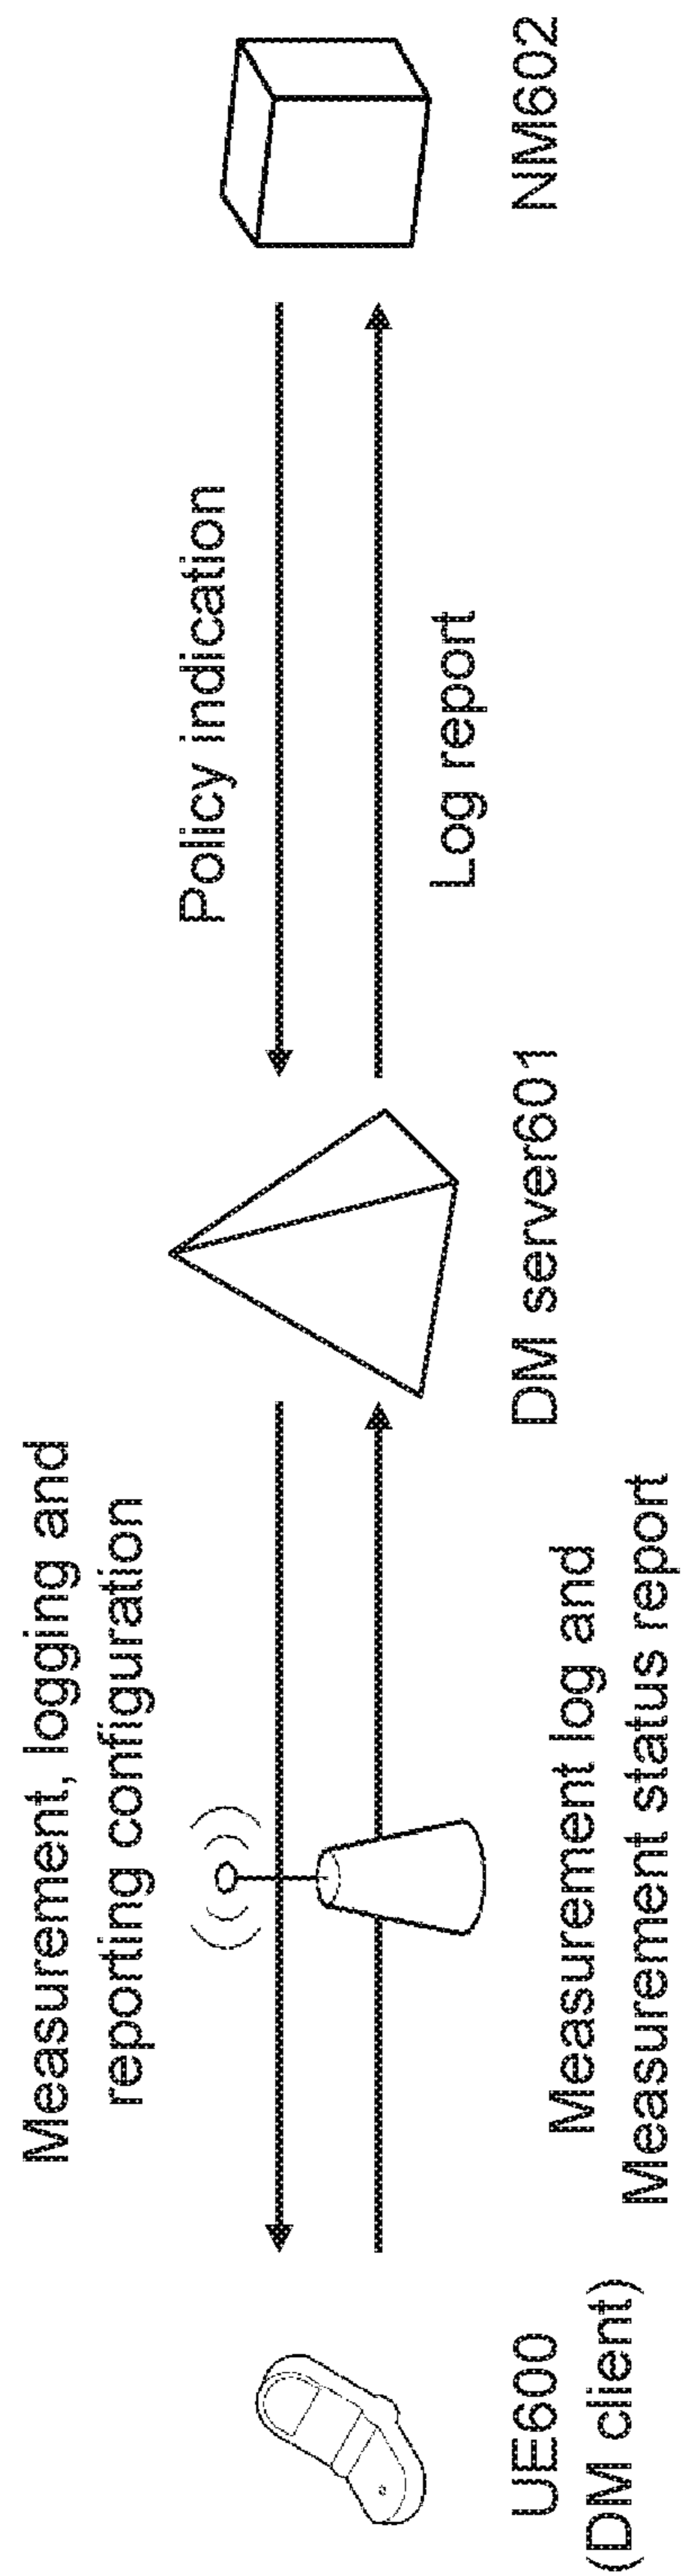 Measurement, logging and
reporting configuration
Policy indication
Measurement log and
Measurement status report
Log report
UE600
(DM client)
DM server601
NM602